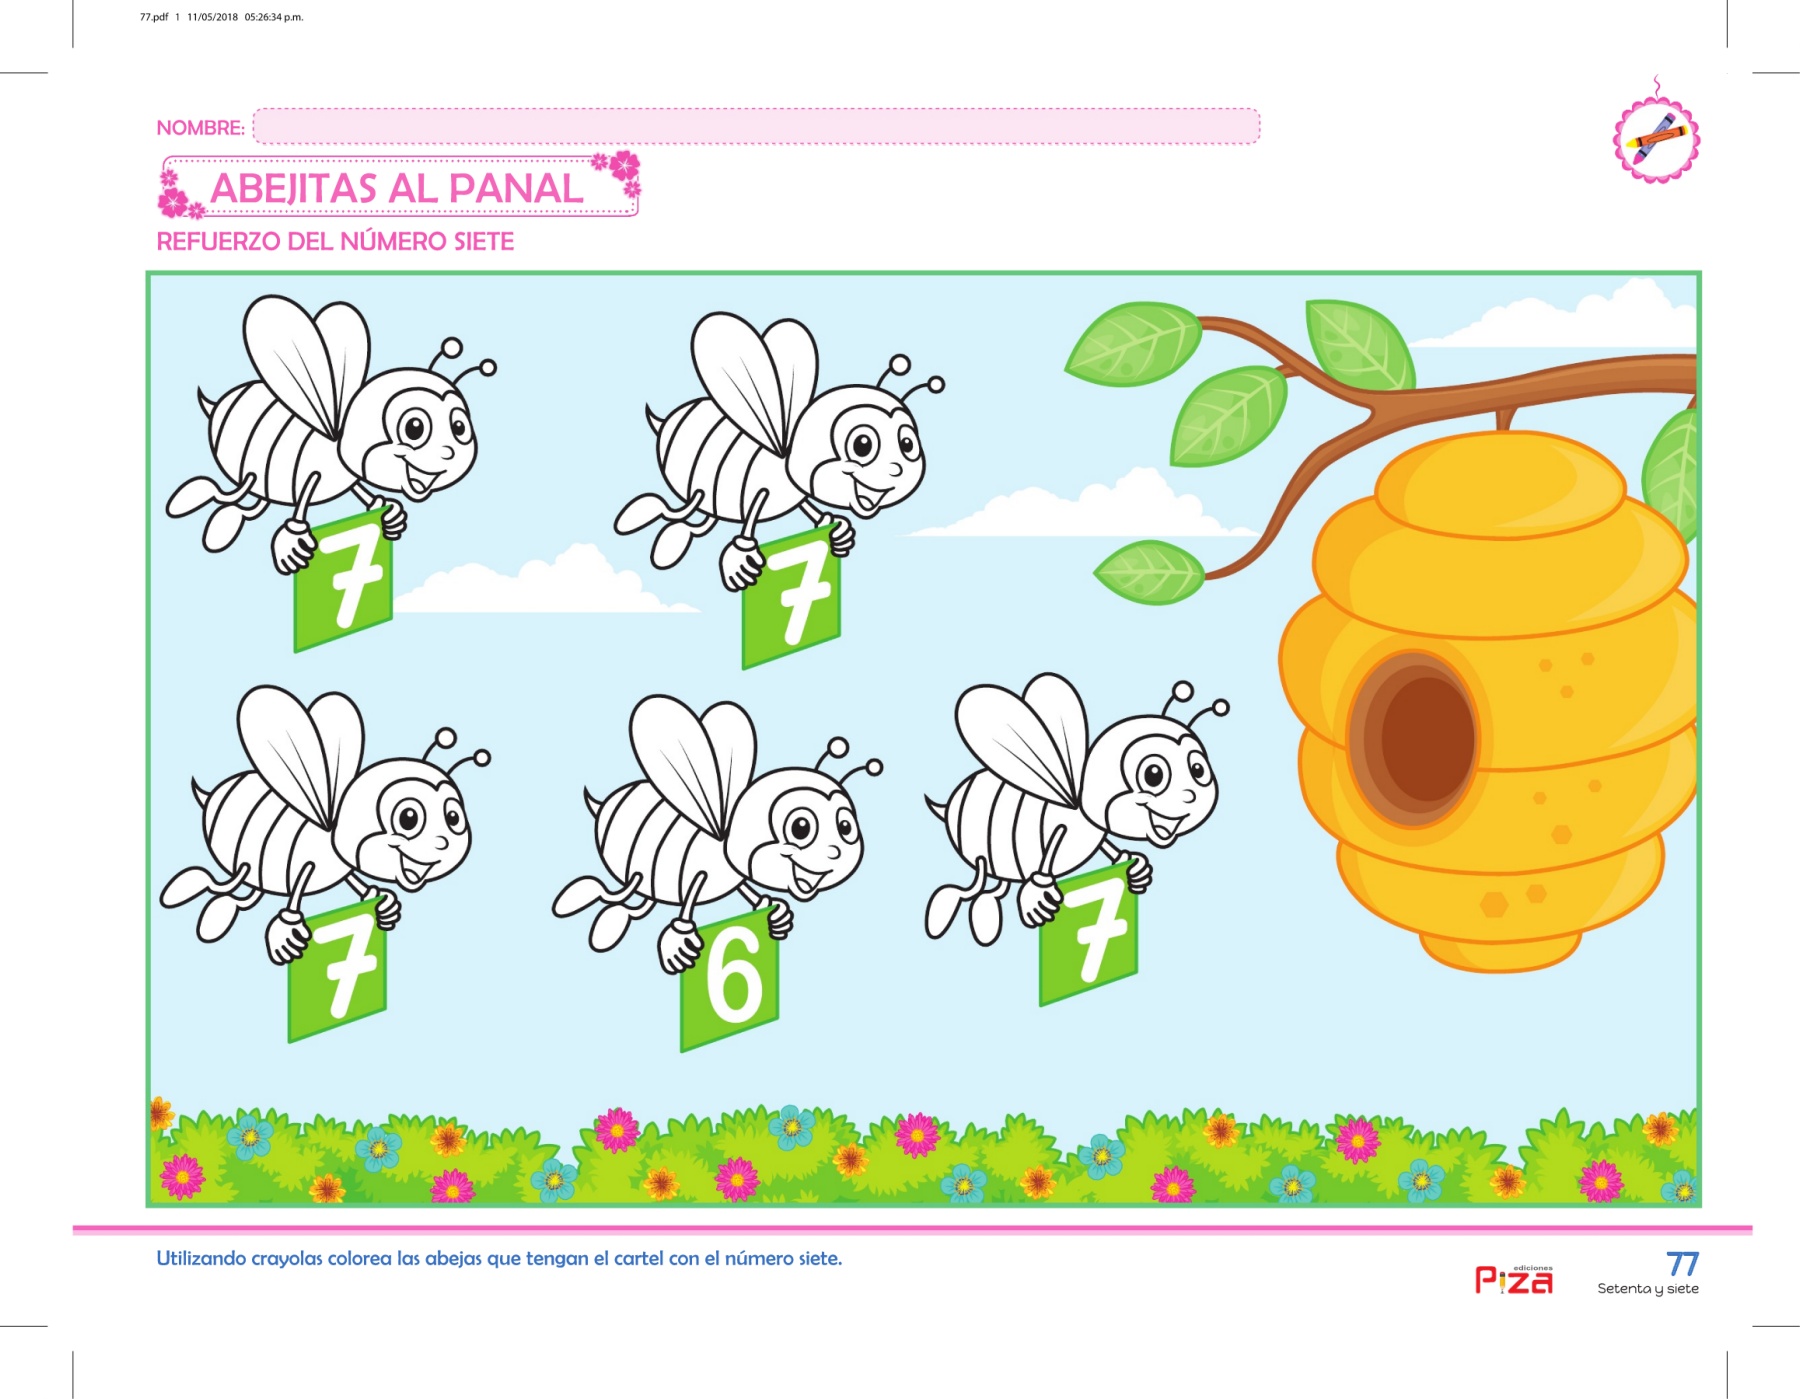 77.pdf 1 11/05/2018 05:26:34 p.m.
NOMBRE:
ABEJITAS AL PANAL
REFUERZO DEL NÚMERO SIETE
7
7
7
6
7
Utilizando crayolas colorea las abejas que tengan el cartel con el número siete.
ediciones
Piza
77
Setenta y siete